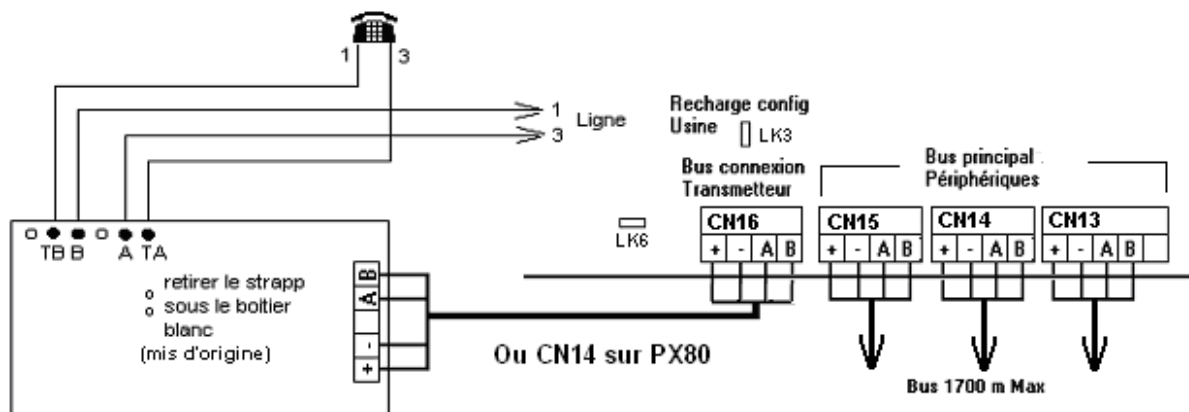 1 3
1
3
Ligne
Recharge config
Usine
LK3
Bus connexion
Transmetteur
Bus principal
Périphériques
LK6
CN16
CN15
CN14
CN13
+ - A B
+ - A B
+ - A B
+ - A B
TB B A TA
retirer le strapp
sous le boitier
blanc
(mis d'origine)
B
A
-
+
Ou CN14 sur PX80
Bus 1700 m Max